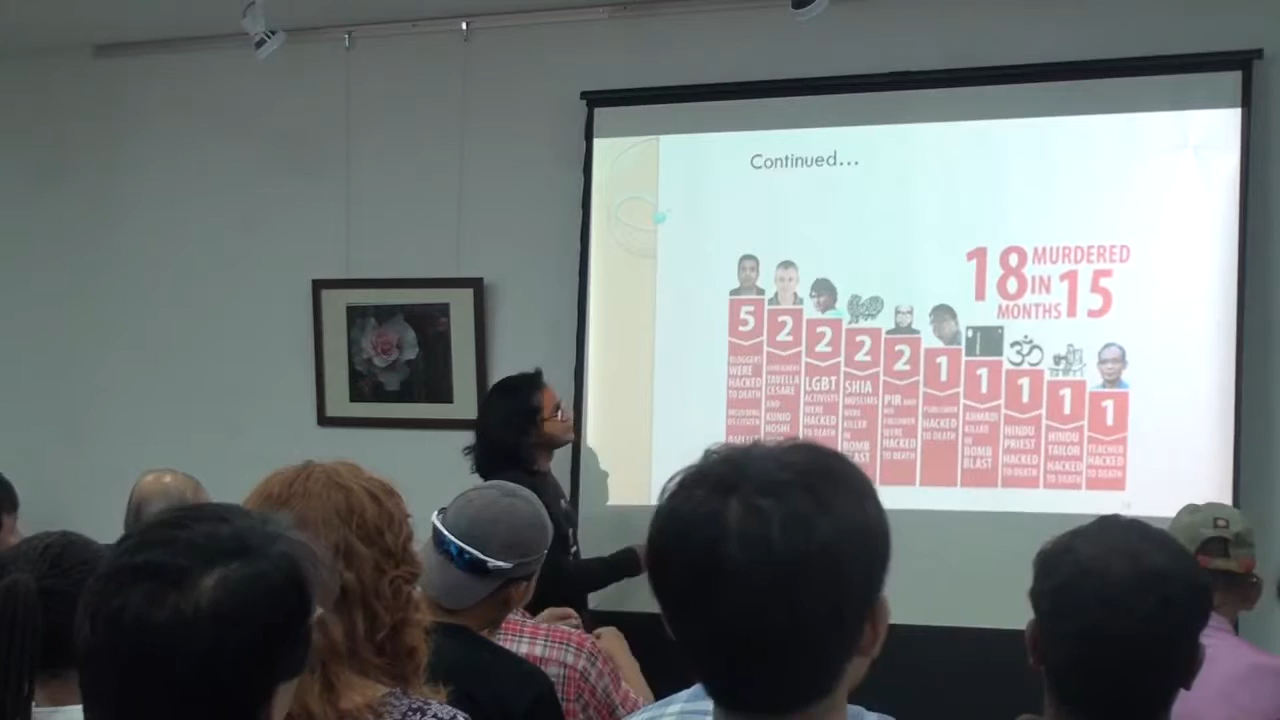 Continued...
18 MURDERED
IN 15
MONTHS
5
BLOGGERS
WERE
HACKED
TO DEATH
INCLUDING
US CITIZEN
2
TAVELLA
CESARE
AND
KUNIO
HOSHI
2
LGBT
ACTIVISTS
WERE
HACKED
TO DEATH
2
SHIA
MUSLIMS
WERE
KILLED
IN
BOMB
BLAST
2
PIR AND
HIS
FOLLOWER
WERE
HACKED
TO DEATH
1
PUBLISHER
HACKED
TO DEATH
1
AHMADI
KILLED
IN
BOMB
BLAST
1
HINDU
PRIEST
HACKED
TO DEATH
1
HINDU
TAILOR
HACKED
TO DEATH
1
TEACHER
HACKED
TO DEATH